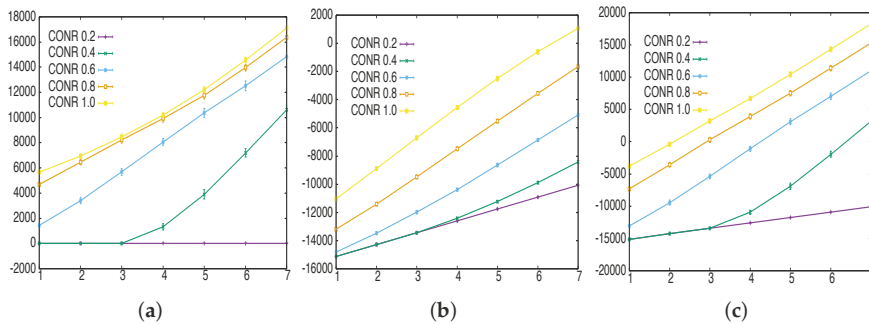 18000
16000
14000
12000
10000
8000
6000
4000
2000
0
-2000
CONR 0.2
CONR 0.4
CONR 0.6
CONR 0.8
CONR 1.0
1 2 3 4 5 6 7
(a)
2000
0
-2000
-4000
-6000
-8000
-10000
-12000
-14000
-16000
CONR 0.2
CONR 0.4
CONR 0.6
CONR 0.8
CONR 1.0
1 2 3 4 5 6 7
(b)
20000
15000
10000
5000
0
-5000
-10000
-15000
-20000
CONR 0.2
CONR 0.4
CONR 0.6
CONR 0.8
CONR 1.0
1 2 3 4 5 6
(c)